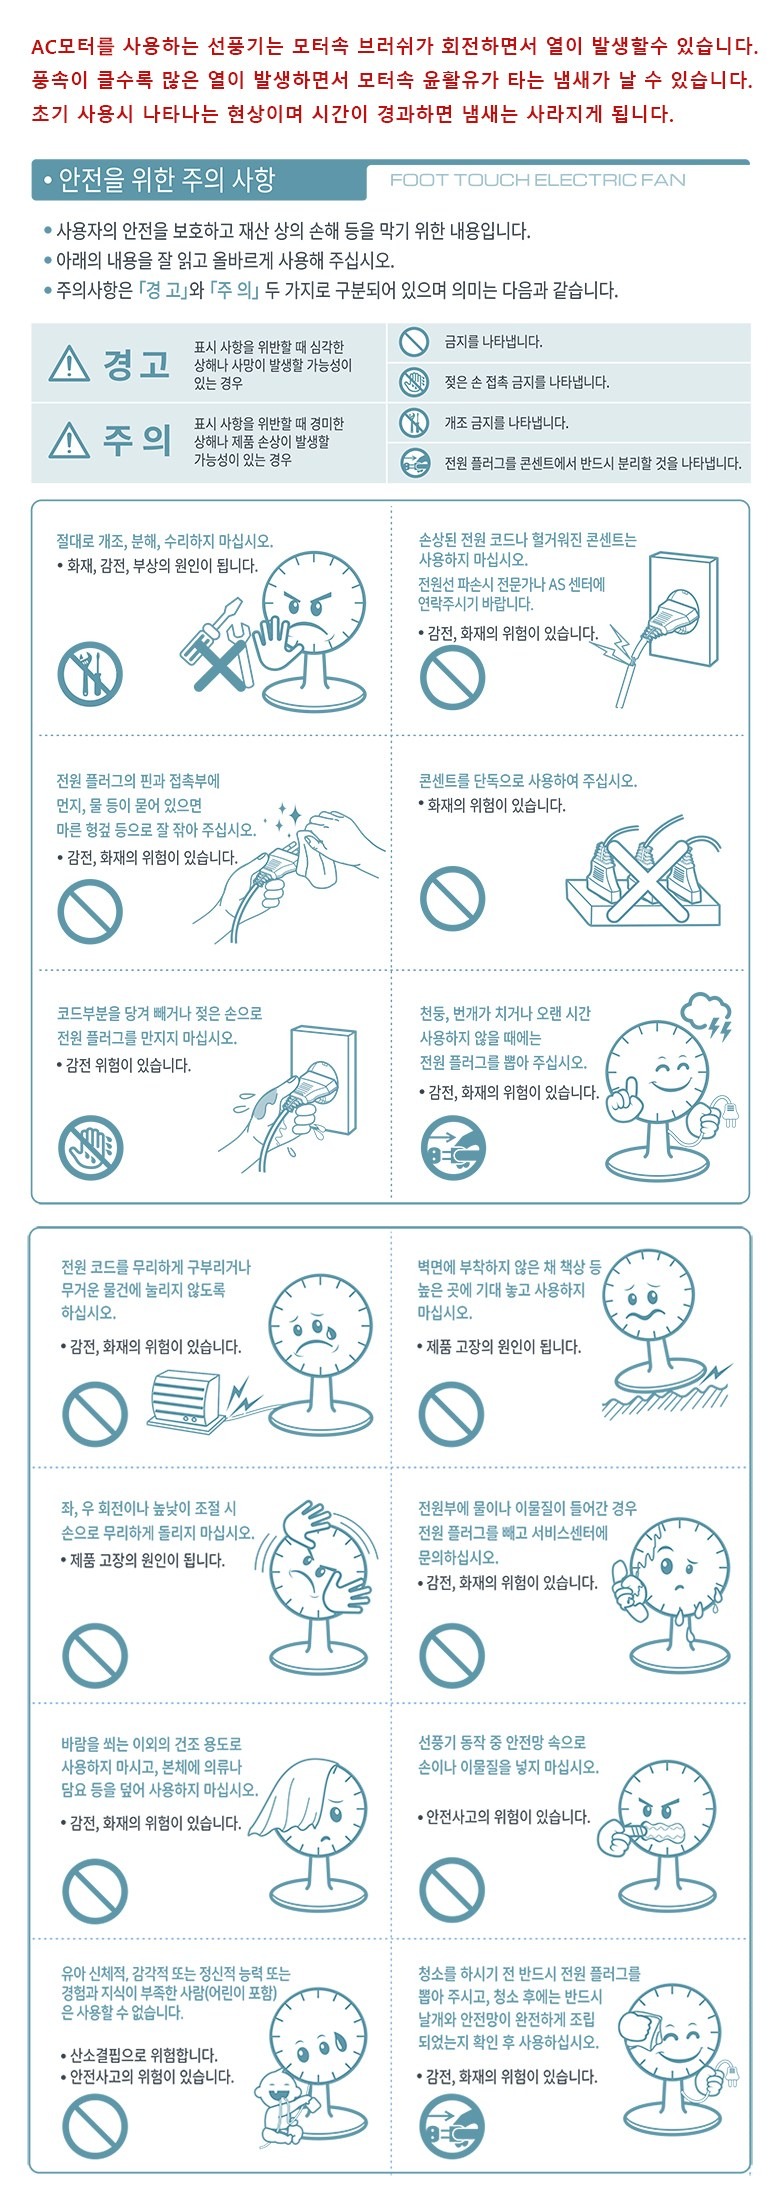 AC모터를 사용하는 선풍기는 모터속 브러쉬가 회전하면서 열이 발생할수 있습니다.
풍속이 클수록 많은 열이 발생하면서 모터속 윤활유가 타는 냄새가 날 수 있습니다.
초기 사용시 나타나는 현상이며 시간이 경과하면 냄새는 사라지게 됩니다.
• 안전을 위한 주의 사항
FOOT TOUCH ELECTRIC FAN
• 사용자의 안전을 보호하고 재산 상의 손해 등을 막기 위한 내용입니다.
• 아래의 내용을 잘 읽고 올바르게 사용해 주십시오.
• 주의사항은 「경 고」와 「주 의」 두 가지로 구분되어 있으며 의미는 다음과 같습니다.
경고
표시 사항을 위반할 때 심각한
상해나 사망이 발생할 가능성이
있는 경우
주의
표시 사항을 위반할 때 경미한
상해나 제품 손상이 발생할
가능성이 있는 경우
금지를 나타냅니다.
젖은 손 접촉 금지를 나타냅니다.
개조 금지를 나타냅니다.
전원 플러그를 콘센트에서 반드시 분리할 것을 나타냅니다.
절대로 개조, 분해, 수리하지 마십시오.
• 화재, 감전, 부상의 원인이 됩니다.
손상된 전원 코드나 헐거워진 콘센트는
사용하지 마십시오.
전원선 파손시 전문가나 AS 센터에
연락주시기 바랍니다.
• 감전, 화재의 위험이 있습니다.
전원 플러그의 핀과 접촉부에
먼지, 물 등이 묻어 있으면
마른 헝겊 등으로 잘 깎아 주십시오.
• 감전, 화재의 위험이 있습니다.
콘센트를 단독으로 사용하여 주십시오.
• 화재의 위험이 있습니다.
코드부분을 당겨 빼거나 젖은 손으로
전원 플러그를 만지지 마십시오.
• 감전 위험이 있습니다.
천둥, 번개가 치거나 오랜 시간
사용하지 않을 때에는
전원 플러그를 뽑아 주십시오.
• 감전, 화재의 위험이 있습니다.
전원 코드를 무리하게 구부리거나
무거운 물건에 눌리지 않도록
하십시오.
• 감전, 화재의 위험이 있습니다.
벽면에 부착하지 않은 채 책상 등
높은 곳에 기대 놓고 사용하지
마십시오.
• 제품 고장의 원인이 됩니다.
좌, 우 회전이나 높낮이 조절 시
손으로 무리하게 돌리지 마십시오.
• 제품 고장의 원인이 됩니다.
전원부에 물이나 이물질이 들어간 경우
전원 플러그를 빼고 서비스센터에
문의하십시오.
• 감전, 화재의 위험이 있습니다.
바람을 쐬는 이외의 건조 용도로
사용하지 마시고, 본체에 의류나
담요 등을 덮어 사용하지 마십시오.
• 감전, 화재의 위험이 있습니다.
선풍기 동작 중 안전망 속으로
손이나 이물질을 넣지 마십시오.
• 안전사고의 위험이 있습니다.
유아 신체적, 감각적 또는 정신적 능력 또는
경험과 지식이 부족한 사람(어린이 포함)
은 사용할 수 없습니다.
• 산소결핍으로 위험합니다.
• 안전사고의 위험이 있습니다.
청소를 하시기 전 반드시 전원 플러그를
뽑아 주시고, 청소 후에는 반드시
날개와 안전망이 완전하게 조립
되었는지 확인 후 사용하십시오.
• 감전, 화재의 위험이 있습니다.